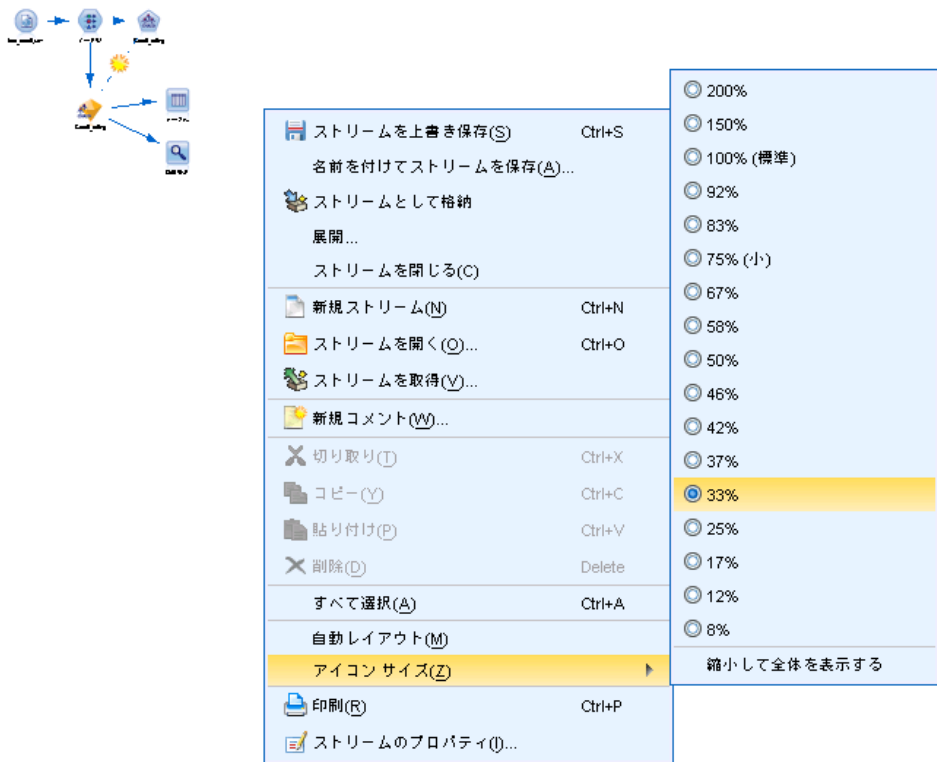 ストリームを上書き保存(S) Ctrl+S
名前を付けてストリームを保存(A)...
ストリームとして格納
展開...
ストリームを閉じる(C)
新規ストリーム(N) Ctrl+N
ストリームを開く(O)... Ctrl+O
ストリームを取得(V)...
新規コメント(W)...
切り取り(T) Ctrl+X
コピー(Y) Ctrl+C
貼り付け(P) Ctrl+V
削除(D) Delete
すべて選択(A) Ctrl+A
自動レイアウト(M)
アイコン サイズ(Z)
印刷(R) Ctrl+P
ストリームのプロパティ(I)...
200%
150%
100% (標準)
92%
83%
75% (小)
67%
58%
50%
46%
42%
37%
33%
25%
17%
12%
8%
縮小して全体を表示する